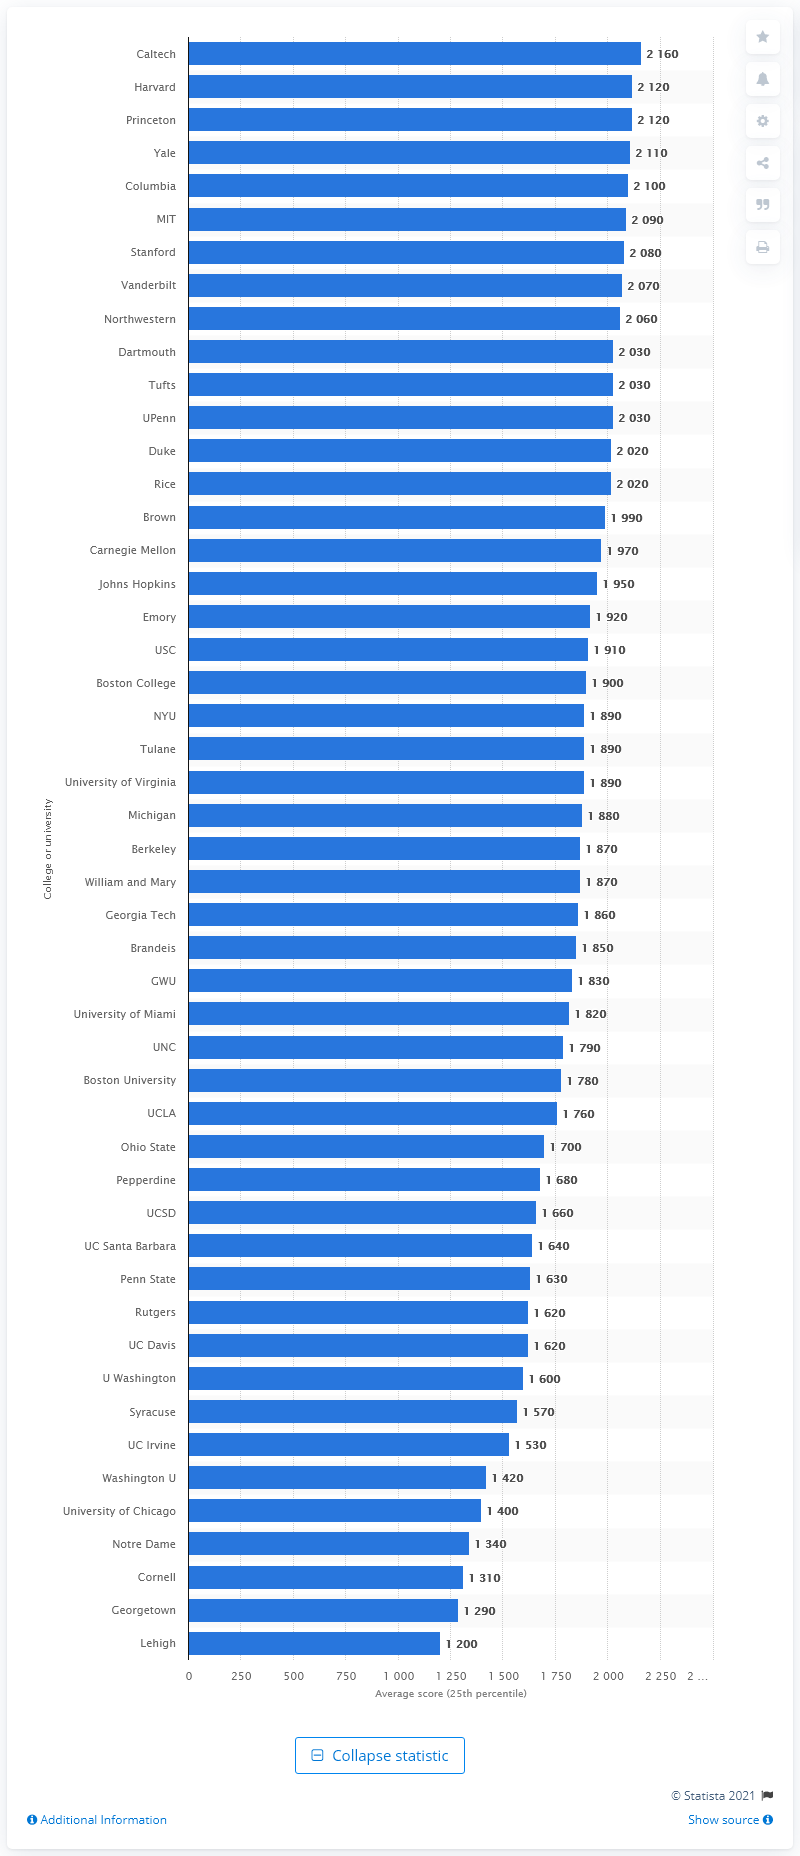 Caltech 2 160
Harvard 2 120
Princeton 2 120
Yale 2 110
Columbia 2 100
MIT 2 090
Stanford 2 080
Vanderbilt 2 070
Northwestern 2 060
Dartmouth 2 030
Tufts 2 030
UPenn 2 030
Duke 2 020
Rice 2 020
Brown 1 990
Carnegie Mellon 1 970
Johns Hopkins 1 950
Emory 1 920
USC 1 910
Boston College 1 900
NYU 1 890
Tulane 1 890
University of Virginia 1 890
Michigan 1 880
Berkeley 1 870
William and Mary 1 870
Georgia Tech 1 860
Brandeis 1 850
GWU 1 830
University of Miami 1 820
UNC 1 790
Boston University 1 780
UCLA 1 760
Ohio State 1 700
Pepperdine 1 680
UCSD 1 660
UC Santa Barbara 1 640
Penn State 1 630
Rutgers 1 620
UC Davis 1 620
U Washington 1 600
Syracuse 1 570
UC Irvine 1 530
Washington U 1 420
University of Chicago 1 400
Notre Dame 1 340
Cornell 1 310
Georgetown 1 290
Lehigh 1 200
College or university
0 250 500 750 1 000 1 250 1 500 1 750 2 000 2 250 2 ...
Average score (25th percentile)
Collapse statistic
© Statista 2021
Additional Information Show source